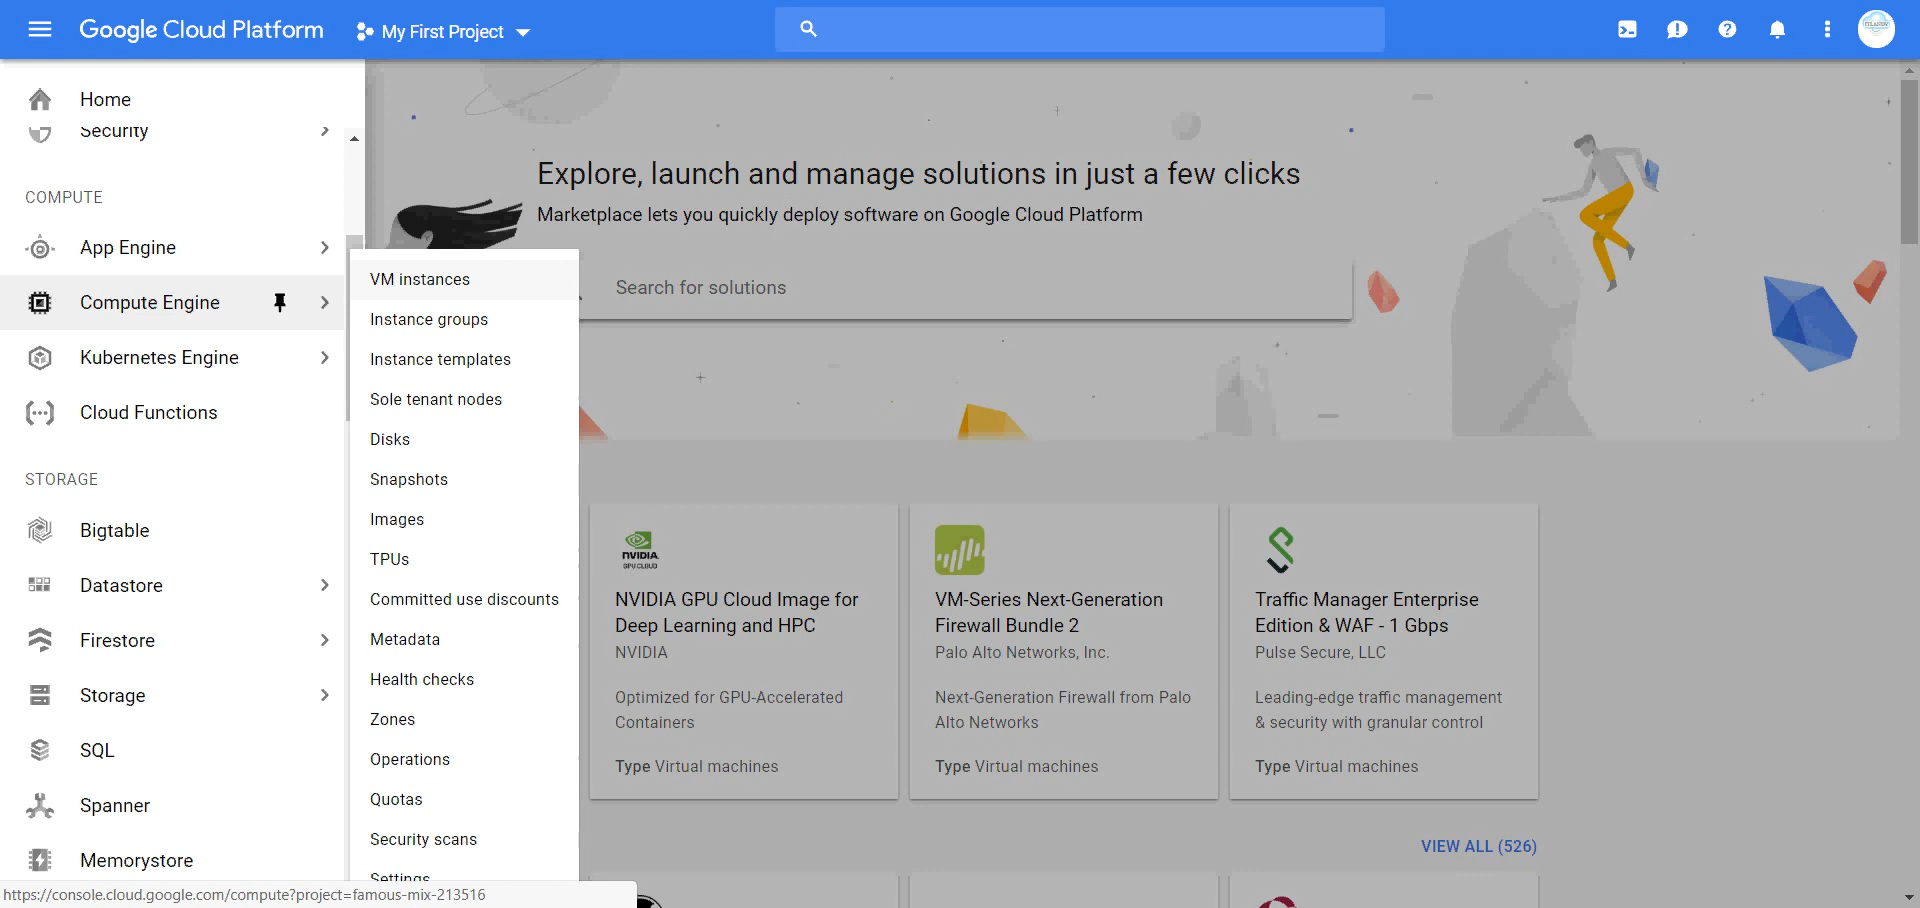 Google Cloud Platform
My First Project
Home
Security
COMPUTE
App Engine
Compute Engine
Kubernetes Engine
Cloud Functions
STORAGE
Bigtable
Datastore
Firestore
Storage
SQL
Spanner
Memorystore
VM instances
Instance groups
Instance templates
Sole tenant nodes
Disks
Snapshots
Images
TPUs
Committed use discounts
Metadata
Health checks
Zones
Operations
Quotas
Security scans
Settings
Explore, launch and manage solutions in just a few clicks
Marketplace lets you quickly deploy software on Google Cloud Platform
Search for solutions
NVIDIA
GPU CLOUD
NVIDIA GPU Cloud Image for
Deep Learning and HPC
NVIDIA
Optimized for GPU-Accelerated
Containers
Type Virtual machines
VM-Series Next-Generation
Firewall Bundle 2
Palo Alto Networks, Inc.
Next-Generation Firewall from Palo
Alto Networks
Type Virtual machines
Traffic Manager Enterprise
Edition & WAF - 1 Gbps
Pulse Secure, LLC
Leading-edge traffic management
& security with granular control
Type Virtual machines
VIEW ALL (526)
https://console.cloud.google.com/compute?project=famous-mix-213516